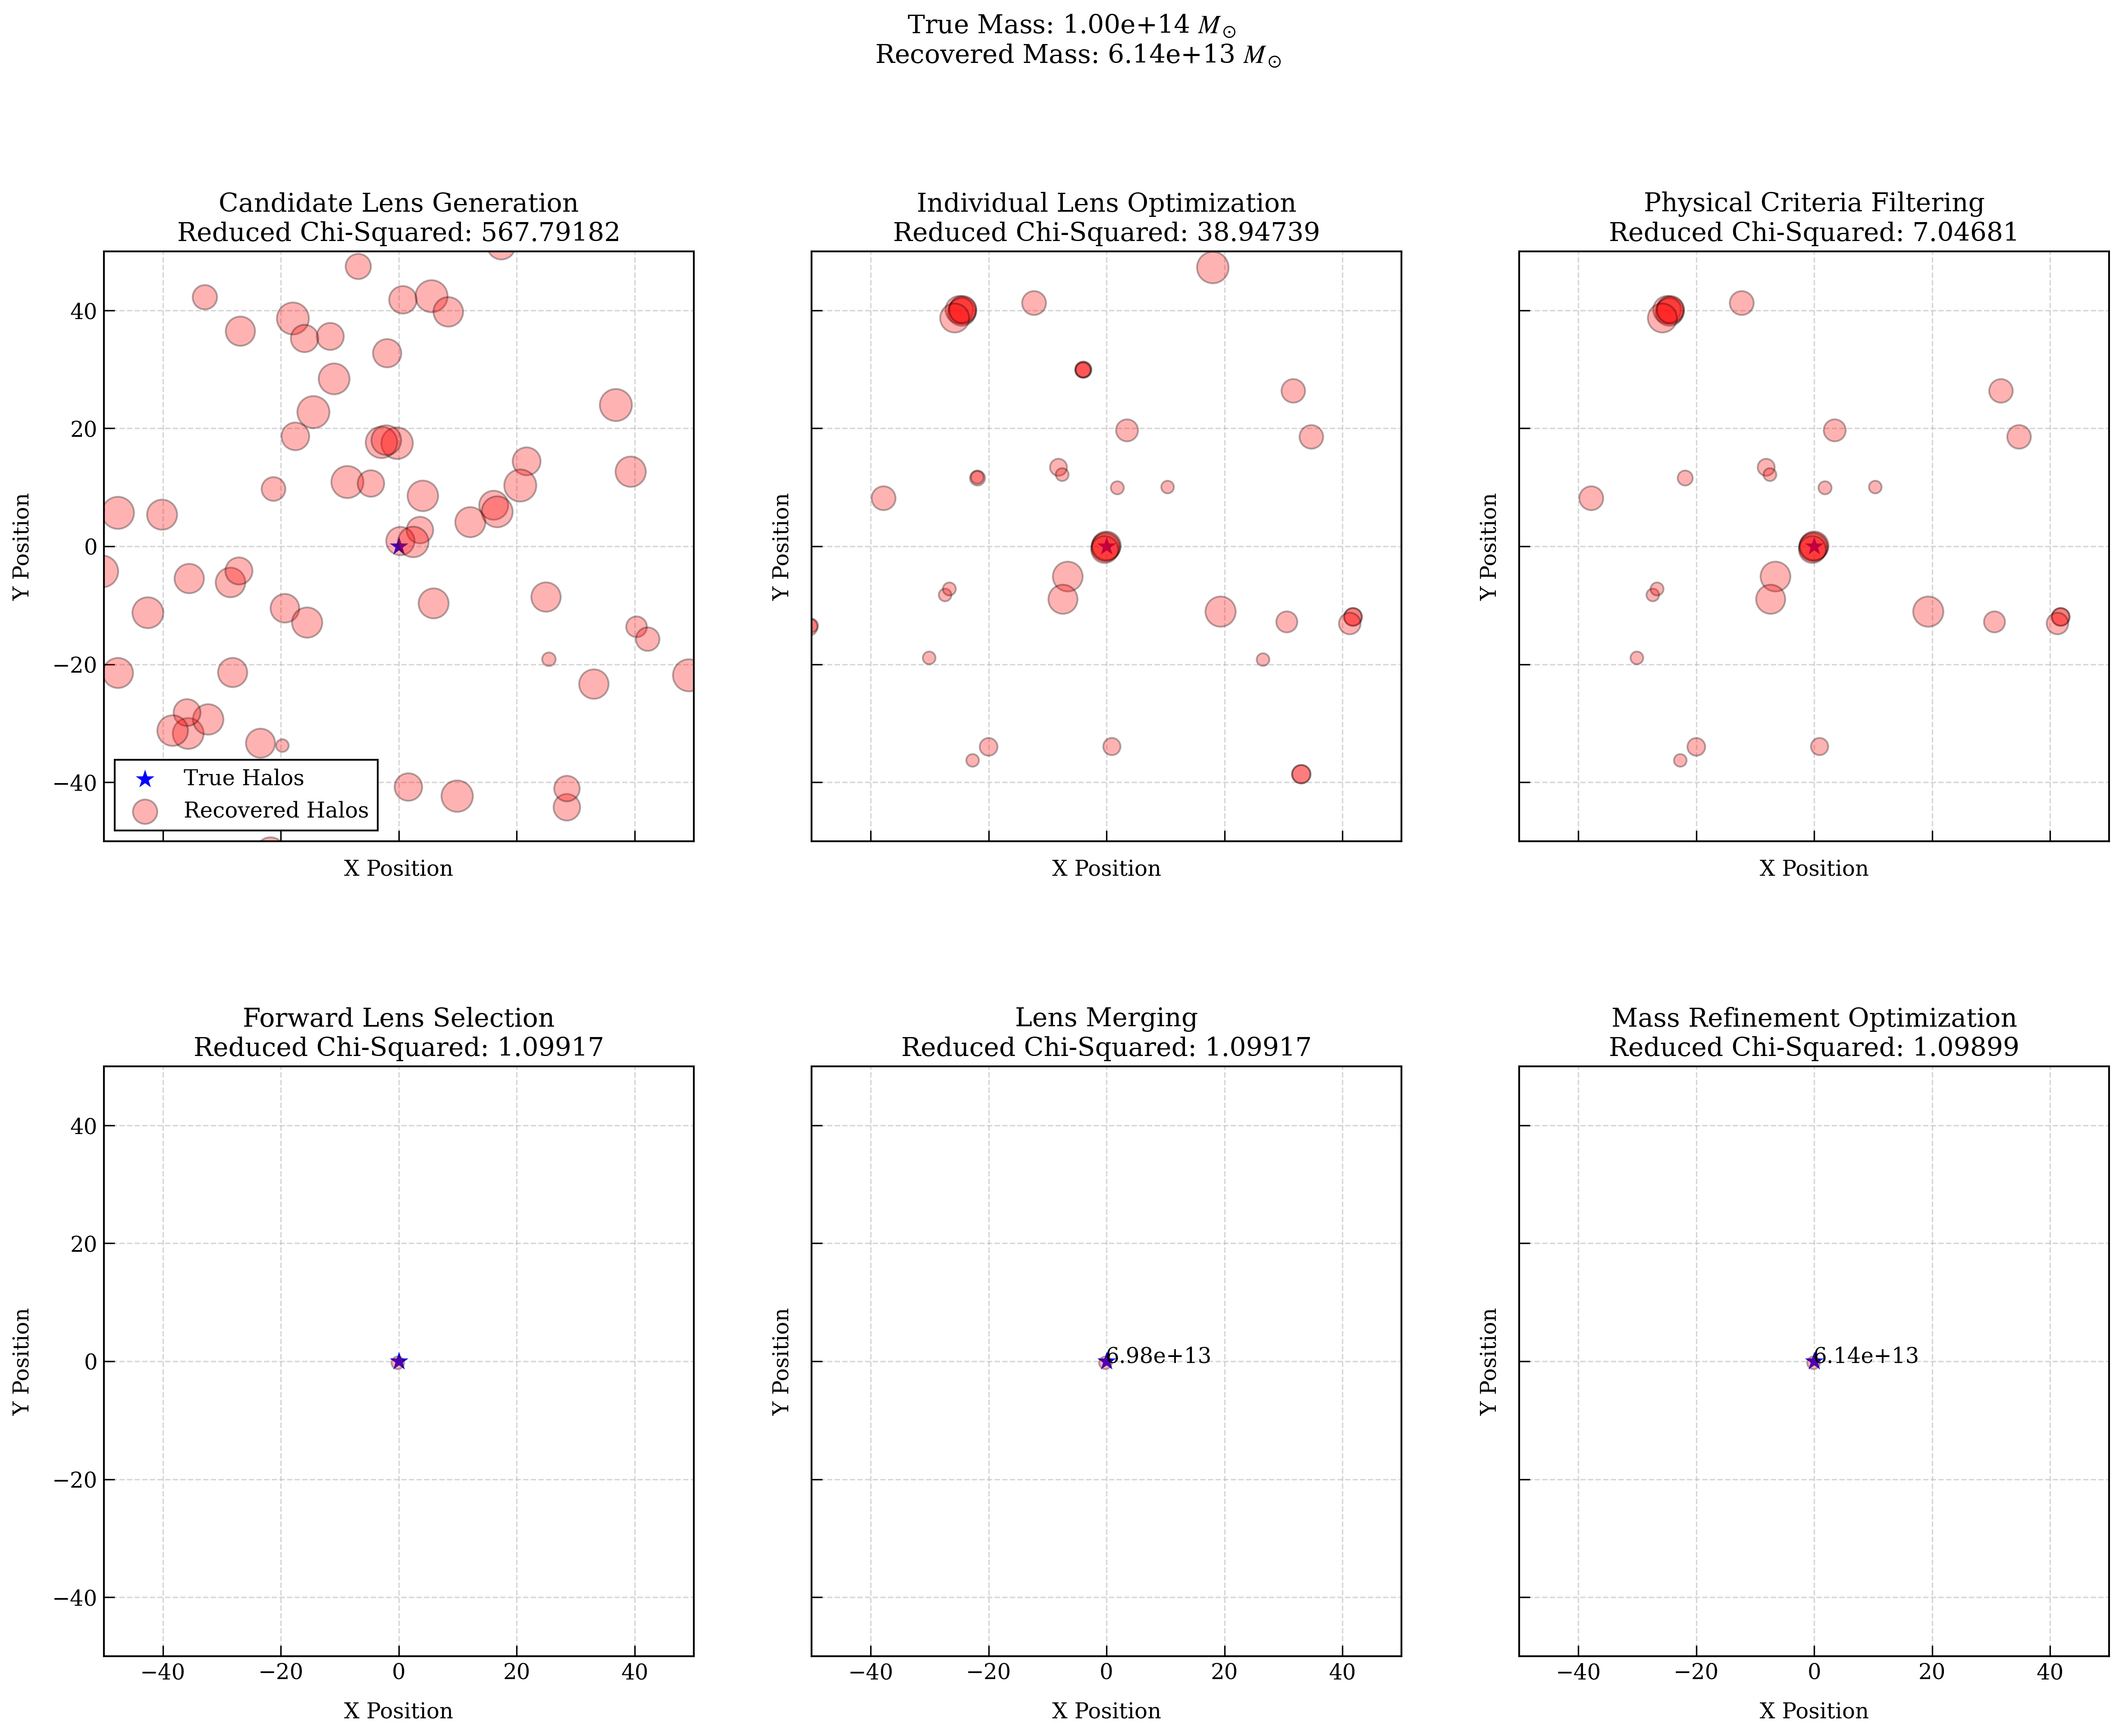 True Mass: 1.00e+14 M⊙
Recovered Mass: 6.14e+13 M⊙
Candidate Lens Generation
Reduced Chi-Squared: 567.79182
Y Position
40
20
0
−20
−40
True Halos
Recovered Halos
X Position
Individual Lens Optimization
Reduced Chi-Squared: 38.94739
Y Position
X Position
Physical Criteria Filtering
Reduced Chi-Squared: 7.04681
Y Position
X Position
Forward Lens Selection
Reduced Chi-Squared: 1.09917
Y Position
40
20
0
−20
−40
−40 −20 0 20 40
X Position
Lens Merging
Reduced Chi-Squared: 1.09917
Y Position
6.98e+13
−40 −20 0 20 40
X Position
Mass Refinement Optimization
Reduced Chi-Squared: 1.09899
Y Position
6.14e+13
−40 −20 0 20 40
X Position